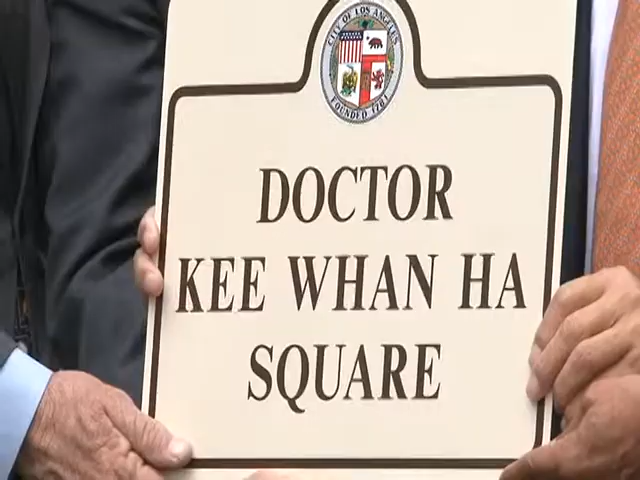 CITY OF LOS ANGELES
FOUNDED 1781
DOCTOR
KEE WHAN HA
SQUARE